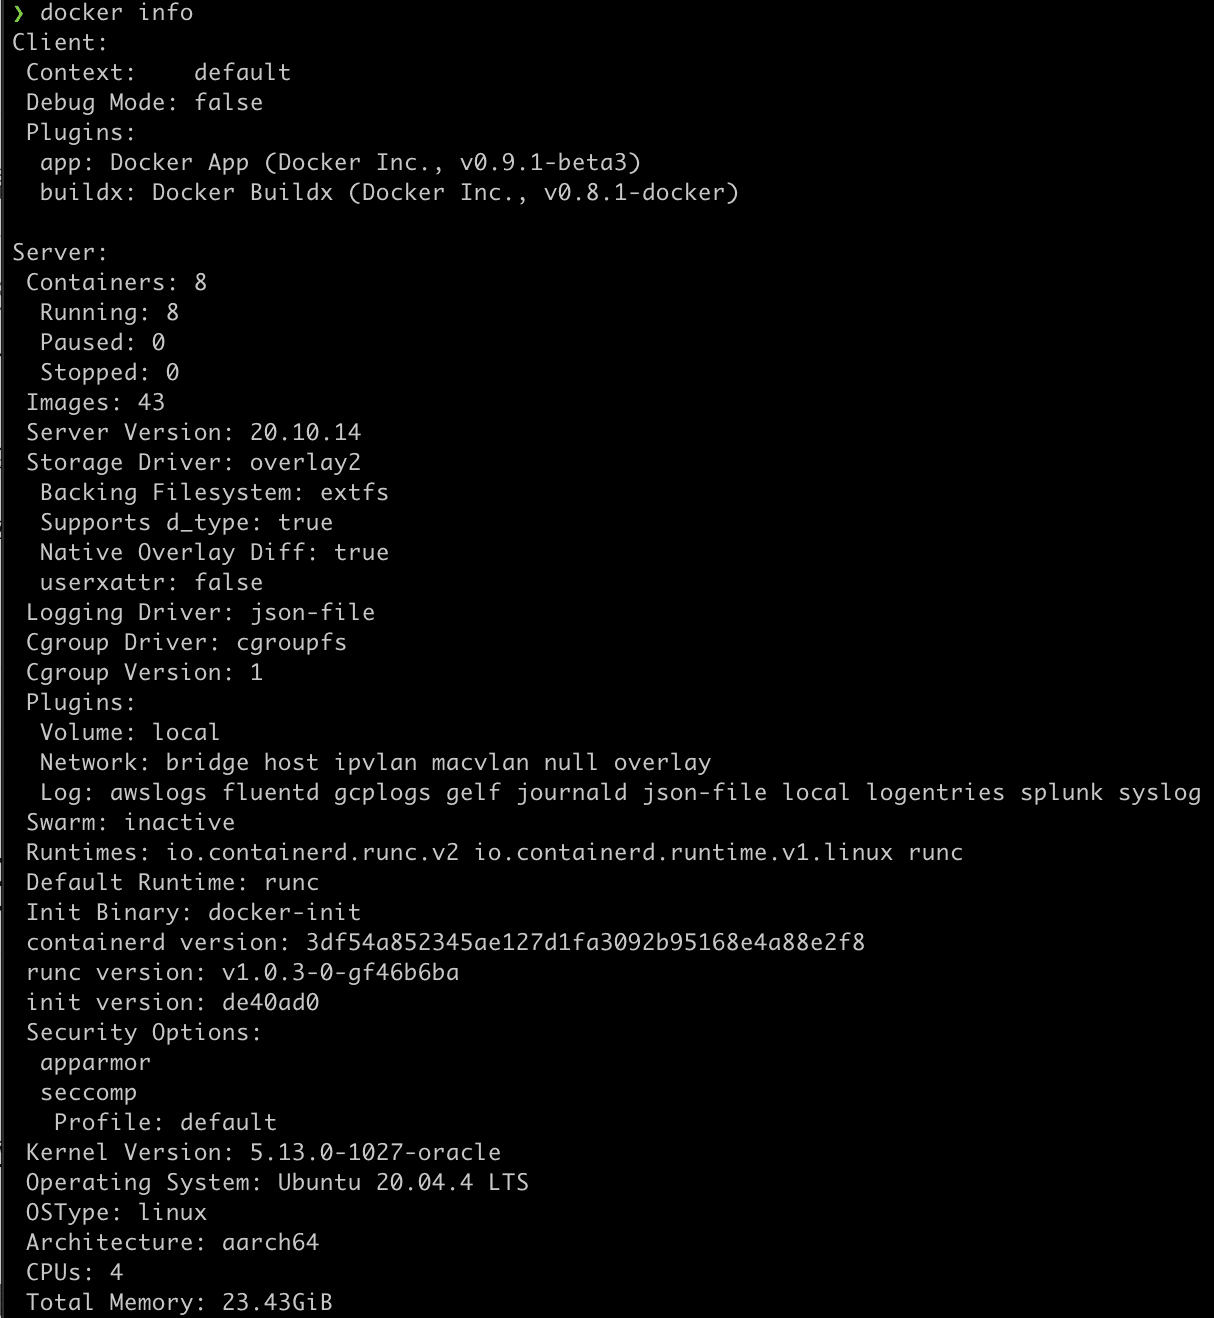 ❯ docker info
Client:
 Context:    default
 Debug Mode: false
 Plugins:
  app: Docker App (Docker Inc., v0.9.1-beta3)
  buildx: Docker Buildx (Docker Inc., v0.8.1-docker)

Server:
 Containers: 8
  Running: 8
  Paused: 0
  Stopped: 0
 Images: 43
 Server Version: 20.10.14
 Storage Driver: overlay2
  Backing Filesystem: extfs
  Supports d_type: true
  Native Overlay Diff: true
  userxattr: false
 Logging Driver: json-file
 Cgroup Driver: cgroupfs
 Cgroup Version: 1
 Plugins:
  Volume: local
  Network: bridge host ipvlan macvlan null overlay
  Log: awslogs fluentd gcplogs gelf journald json-file local logentries splunk syslog
 Swarm: inactive
 Runtimes: io.containerd.runc.v2 io.containerd.runtime.v1.linux runc
 Default Runtime: runc
 Init Binary: docker-init
 containerd version: 3df54a852345ae127d1fa3092b95168e4a88e2f8
 runc version: v1.0.3-0-gf46b6ba
 init version: de40ad0
 Security Options:
  apparmor
  seccomp
   Profile: default
 Kernel Version: 5.13.0-1027-oracle
 Operating System: Ubuntu 20.04.4 LTS
 OSType: linux
 Architecture: aarch64
 CPUs: 4
 Total Memory: 23.43GiB